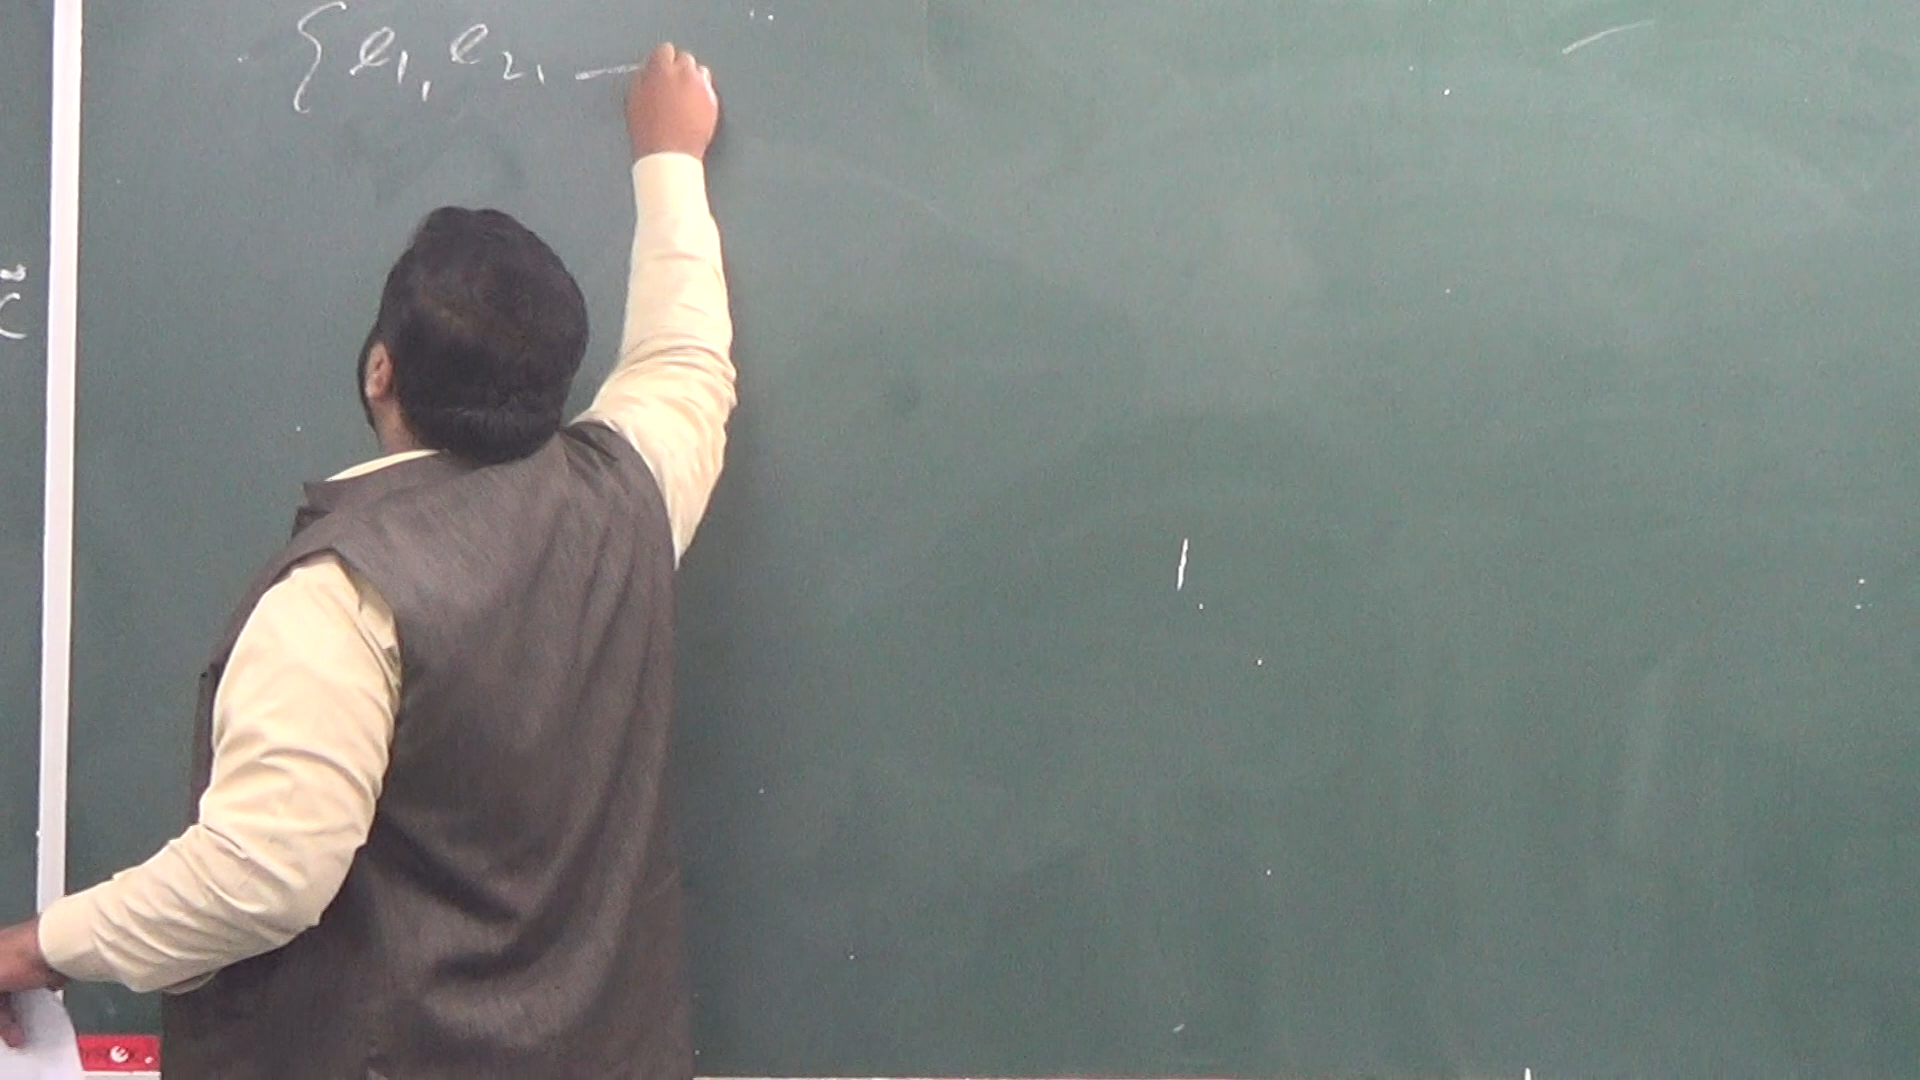 {e₁, e₂, —